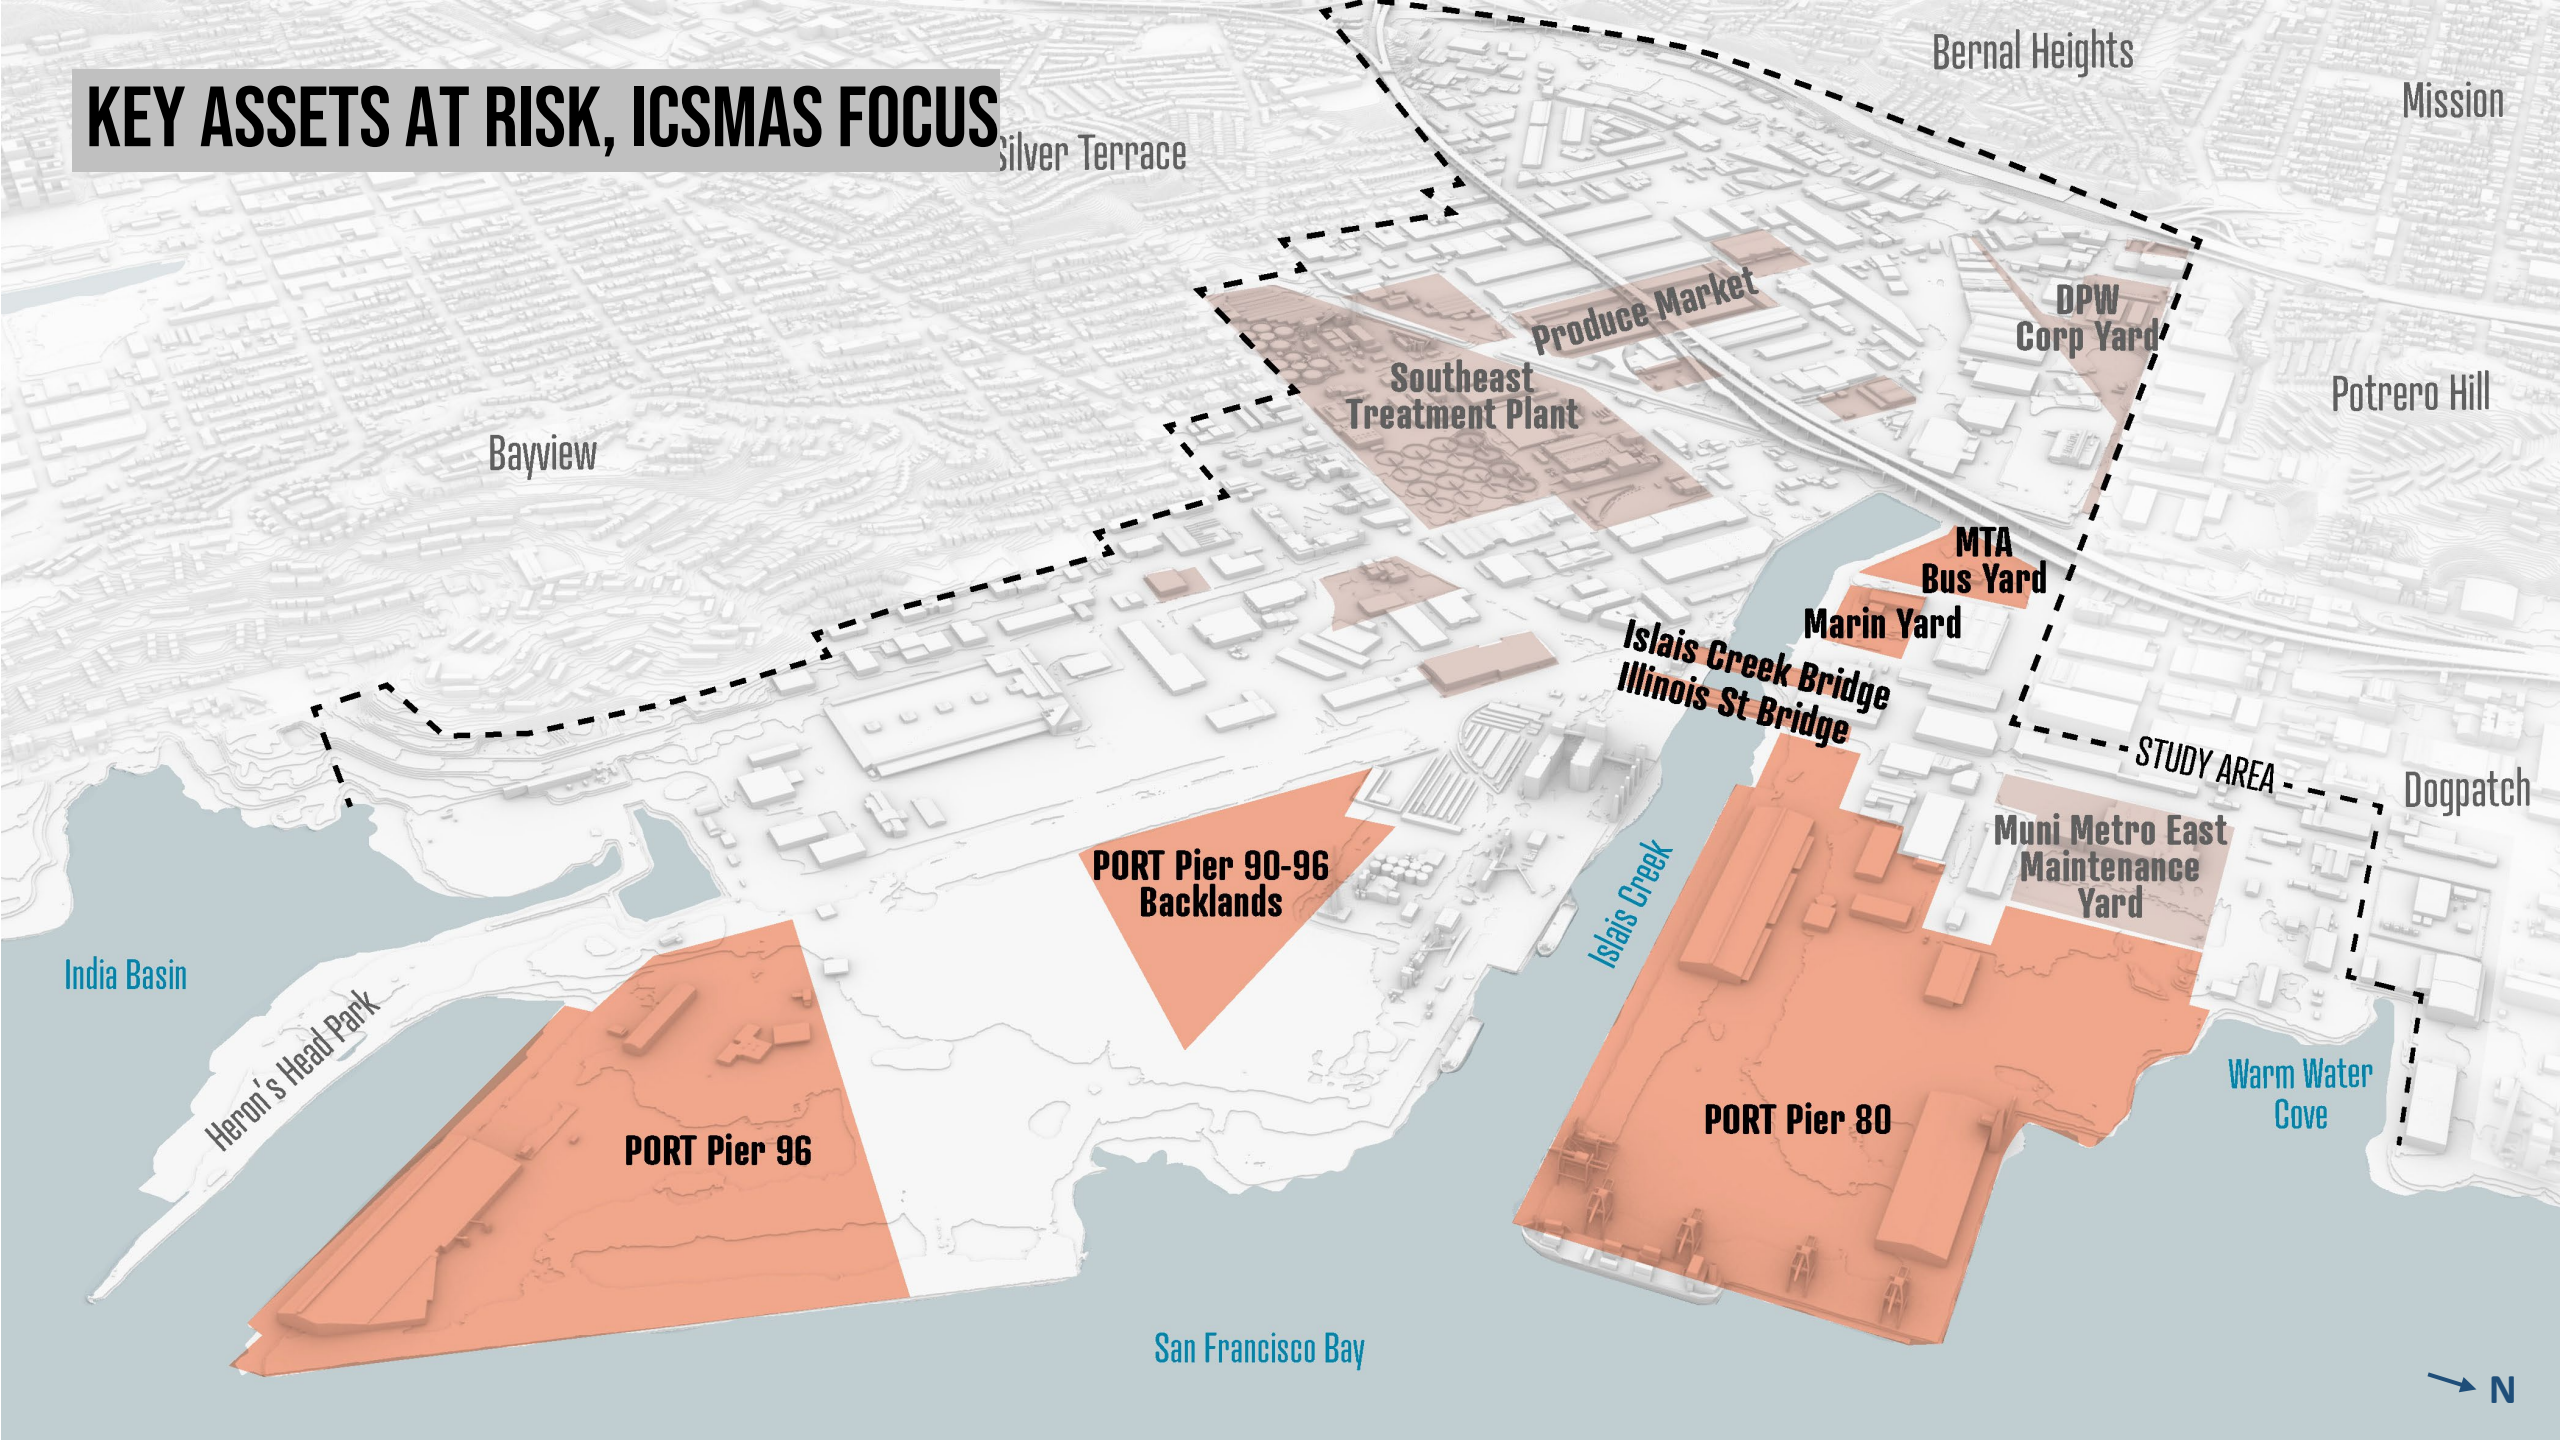 KEY ASSETS AT RISK, ICSMAS FOCUS
Bernal Heights
Mission
Silver Terrace
Produce Market
DPW
Corp Yard
Southeast
Treatment Plant
Potrero Hill
Bayview
MTA
Bus Yard
Marin Yard
Islais Creek Bridge
Illinois St Bridge
STUDY AREA
Dogpatch
Muni Metro East
Maintenance
Yard
PORT Pier 90-96
Backlands
Islais Creek
India Basin
Heron's Head Park
Warm Water
Cove
PORT Pier 80
PORT Pier 96
San Francisco Bay
N